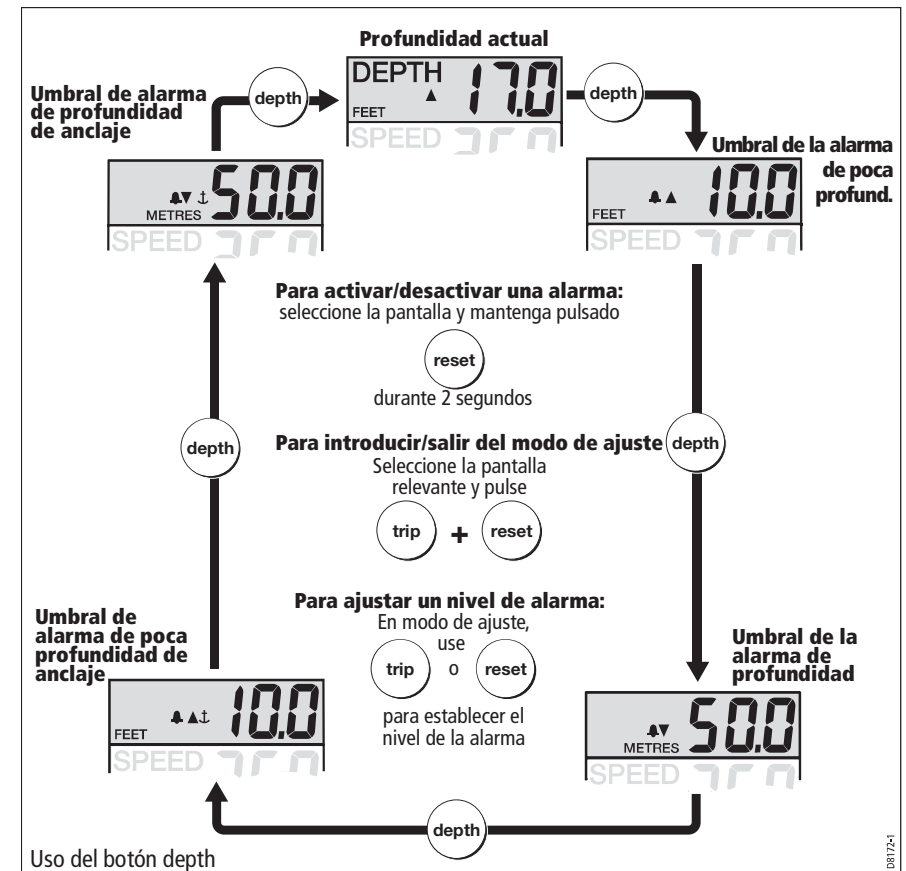 Profundidad actual
DEPTH
17.0
FEET
SPEED
depth
depth
Umbral de alarma
de profundidad
de anclaje
50.0
METRES
SPEED
Umbral de la alarma
de poca
profund.
10.0
FEET
SPEED
Para activar/desactivar una alarma:
seleccione la pantalla y mantenga pulsado
reset
durante 2 segundos
depth
Para introducir/salir del modo de ajuste
depth
Seleccione la pantalla
relevante y pulse
trip + reset
Para ajustar un nivel de alarma:
En modo de ajuste,
use
trip o reset
para establecer el
nivel de la alarma
Umbral de
alarma de poca
profundidad de
anclaje
10.0
FEET
SPEED
Umbral de la
alarma de
profundidad
50.0
METRES
SPEED
depth
Uso del botón depth
D8172-1